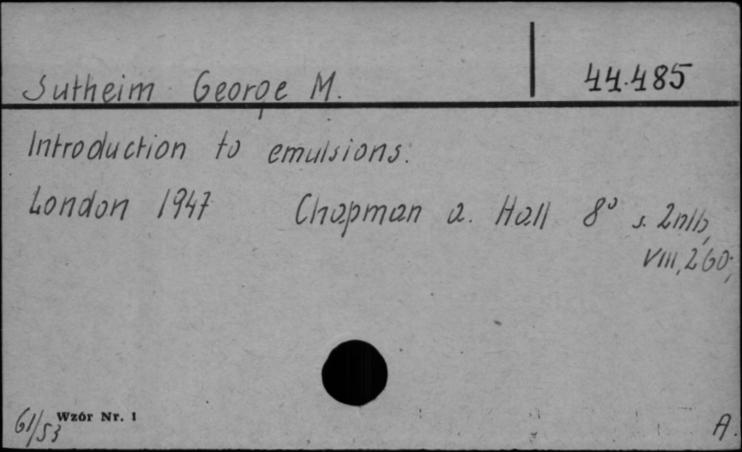 Sutheim George M.
44.485
Introduction to emulsions.
London 1947 Chapman a. Hall 8° s. 2nlb,
VIII, 260;
61/53
Wzór Nr. 1
A.